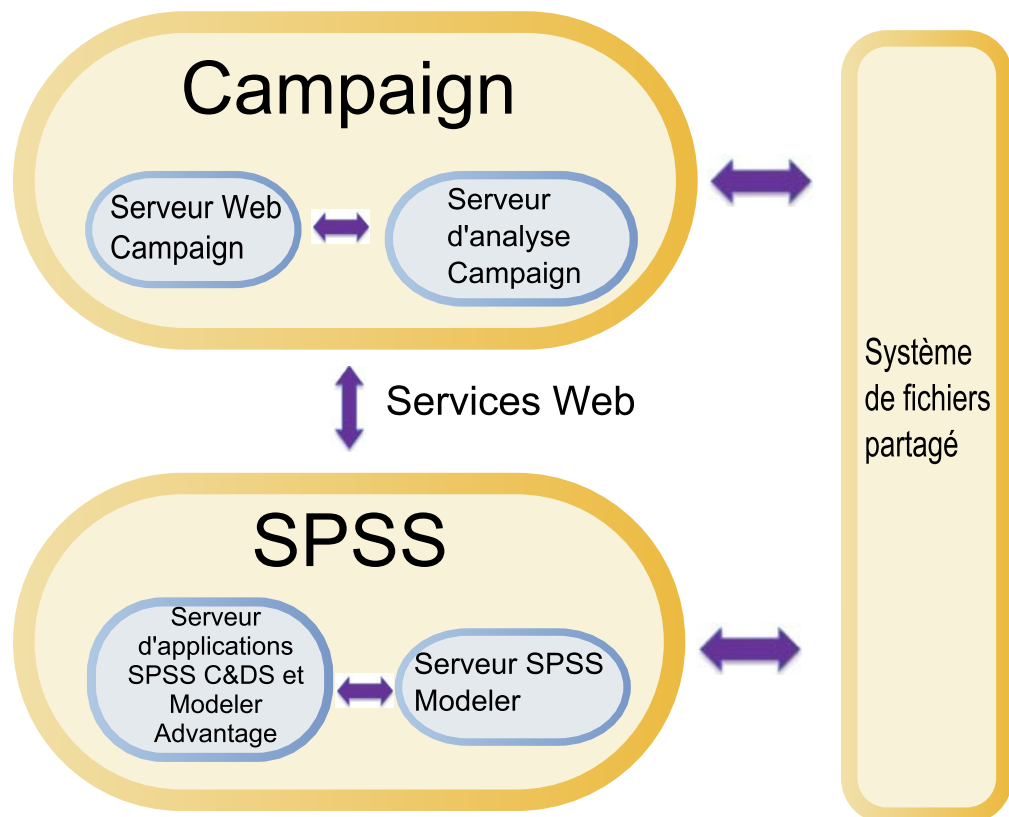 Campaign
Serveur Web
Campaign
Serveur
d'analyse
Campaign
Services Web
Système
de fichiers
partagé
SPSS
Serveur
d'applications
SPSS C&DS et
Modeler
Advantage
Serveur SPSS
Modeler